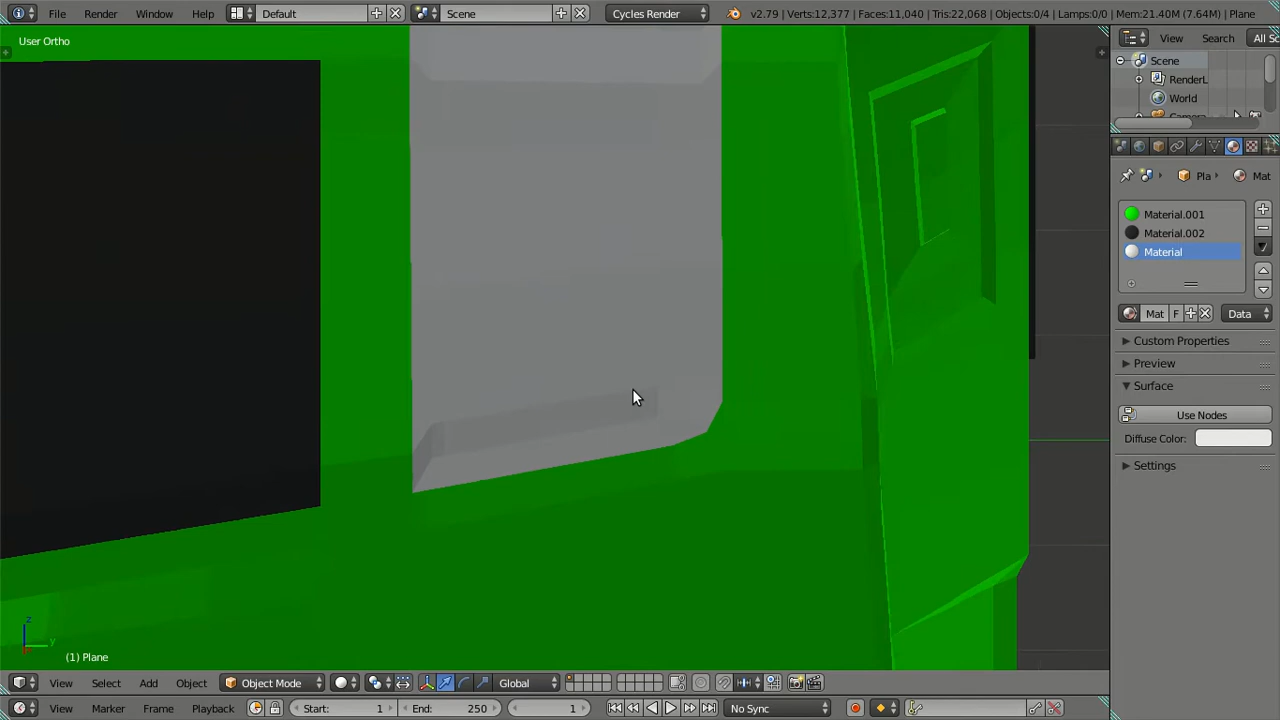 File Render Window Help Default Scene Cycles Render v2.79 | Verts:12,377 | Faces:11,040 | Tris:22,068 | Objects:0/4 | Lamps:0/0 | Mem:21.40M (7.64M) | Plane
User Ortho
View Search All Sc
Scene
RenderL
World
Pla Mat
Material.001
Material.002
Material
Mat F Data
Custom Properties
Preview
Surface
Use Nodes
Diffuse Color:
Settings
z
y
(1) Plane
View Select Add Object Object Mode Global
View Marker Frame Playback Start: 1 End: 250 1 No Sync